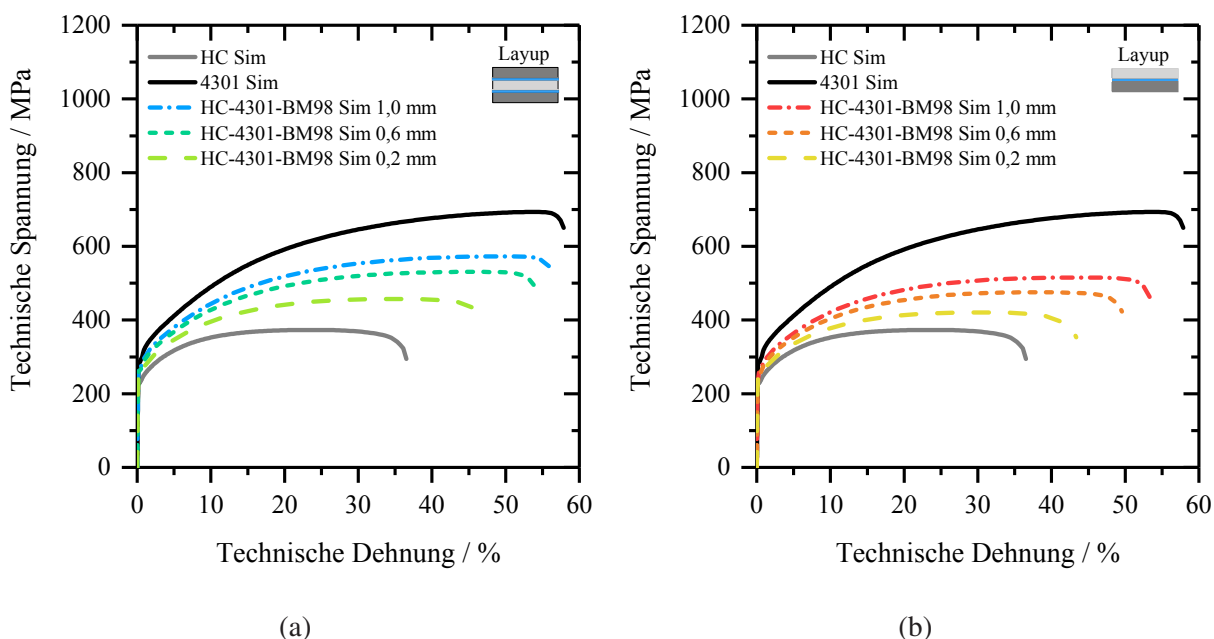 1200
1000
800
600
400
200
0
Technische Spannung / MPa
HC Sim
4301 Sim
HC-4301-BM98 Sim 1,0 mm
HC-4301-BM98 Sim 0,6 mm
HC-4301-BM98 Sim 0,2 mm
Layup
0 10 20 30 40 50 60
Technische Dehnung / %
(a)
1200
1000
800
600
400
200
0
Technische Spannung / MPa
HC Sim
4301 Sim
HC-4301-BM98 Sim 1,0 mm
HC-4301-BM98 Sim 0,6 mm
HC-4301-BM98 Sim 0,2 mm
Layup
0 10 20 30 40 50 60
Technische Dehnung / %
(b)